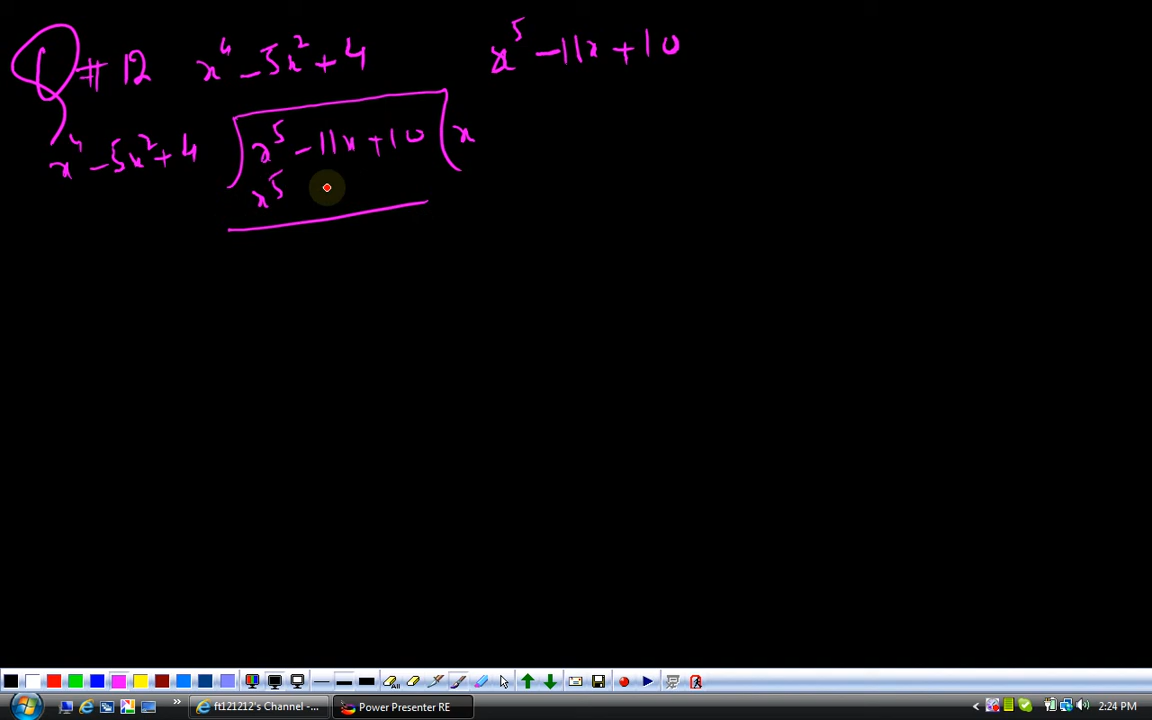 Q # 12 x⁴ - 5x² + 4 x⁵ - 11x + 10
x⁴ - 5x² + 4 ) x⁵ - 11x + 10 ( x
x⁵
ft121212's Channel -... Power Presenter RE 2:24 PM